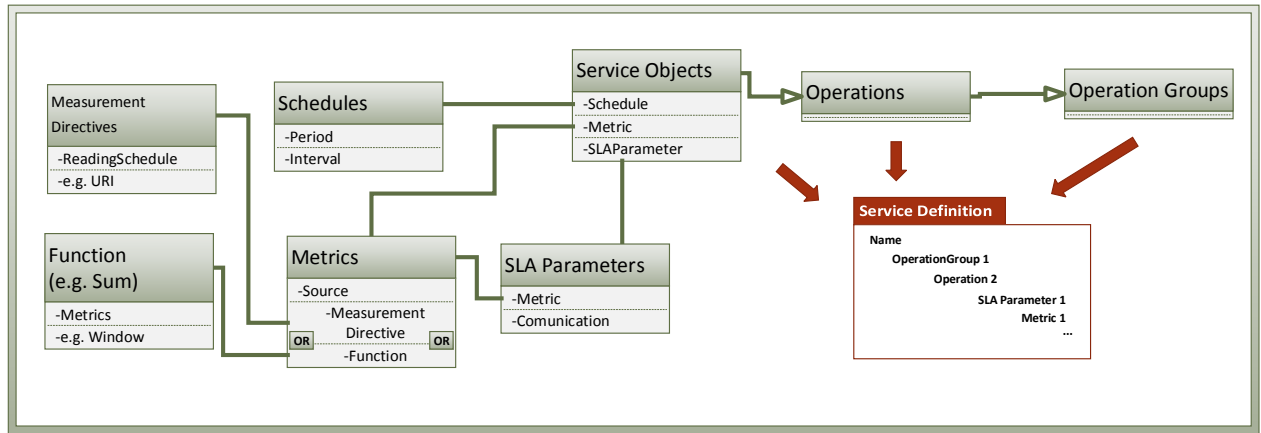 Measurement
Directives
-ReadingSchedule
-e.g. URI
Schedules
-Period
-Interval
Service Objects
-Schedule
-Metric
-SLAParameter
Operations
Operation Groups
Function
(e.g. Sum)
-Metrics
-e.g. Window
Metrics
-Source
-Measurement
Directive
OR
OR
-Function
SLA Parameters
-Metric
-Comunication
Service Definition
Name
OperationGroup 1
Operation 2
SLA Parameter 1
Metric 1
...